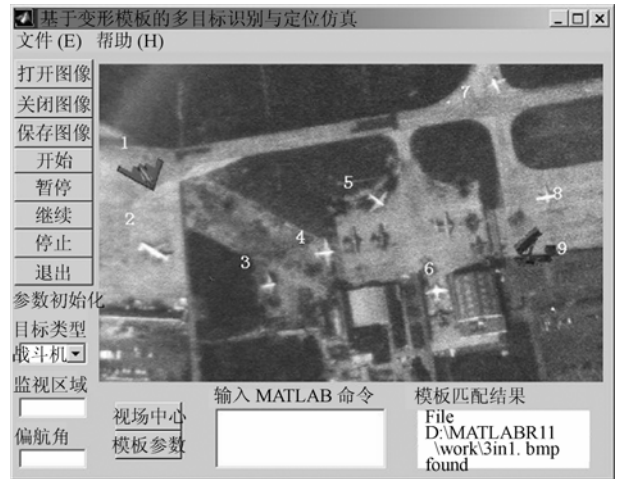 基于变形模板的多目标识别与定位仿真
文件 (E) 帮助 (H)
打开图像
关闭图像
保存图像
开始
暂停
继续
停止
退出
参数初始化
目标类型
战斗机
监视区域
偏航角
1
2
3
4
5
6
7
8
9
视场中心
模板参数
输入 MATLAB 命令
模板匹配结果
File
D:\MATLABR11
\work\3in1. bmp
found